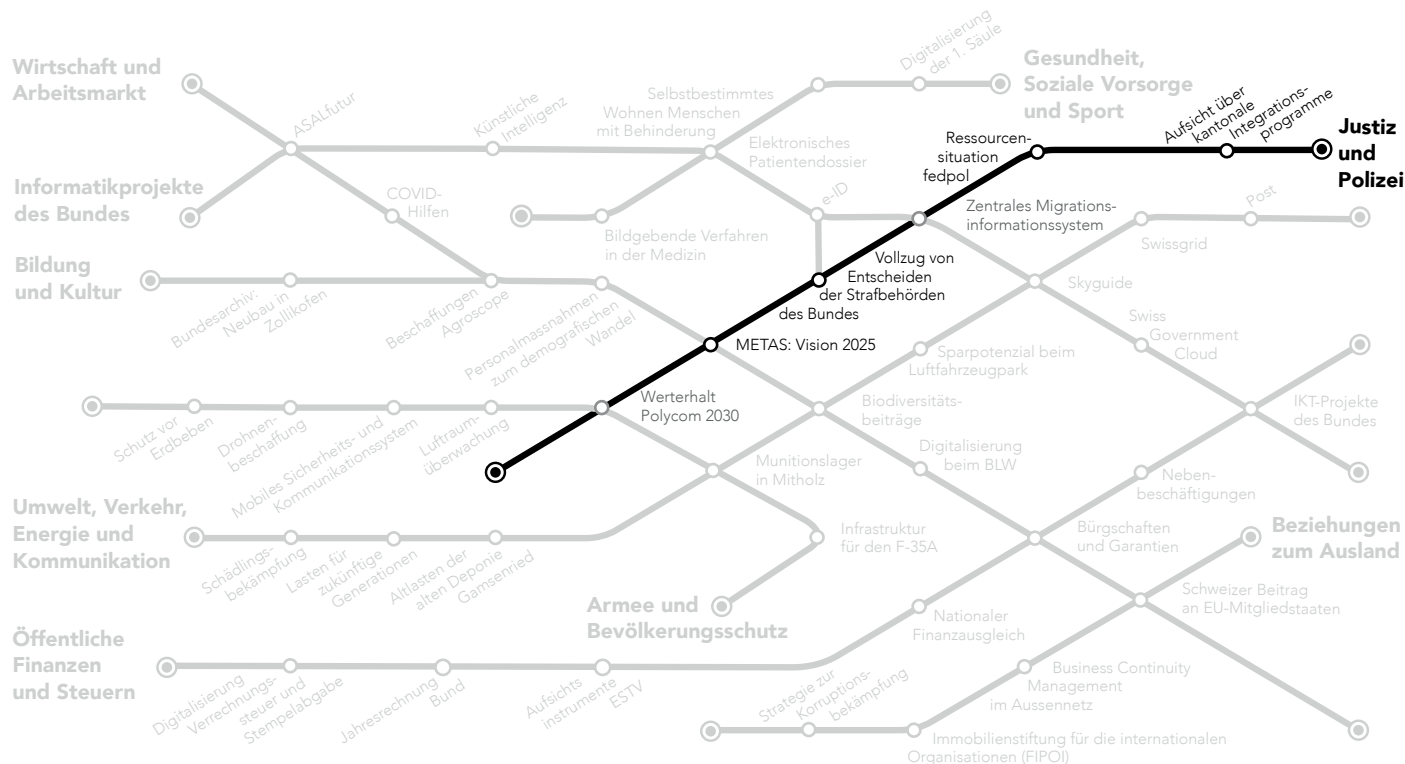 Wirtschaft und
Arbeitsmarkt
Informatikprojekte
des Bundes
Bildung
und Kultur
Umwelt, Verkehr,
Energie und
Kommunikation
Öffentliche
Finanzen
und Steuern
Armee und
Bevölkerungsschutz
Gesundheit,
Soziale Vorsorge
und Sport
Justiz
und
Polizei
Beziehungen
zum Ausland
ASALfutur
Künstliche
Intelligenz
Selbstbestimmtes
Wohnen Menschen
mit Behinderung
Digitalisierung
der 1. Säule
Elektronisches
Patientendossier
COVID-
Hilfen
Bildgebende Verfahren
in der Medizin
e-ID
Ressourcen-
situation
fedpol
Aufsicht über
kantonale
Integrations-
programme
Zentrales Migrations-
informationssystem
Post
Swissgrid
Vollzug von
Entscheiden
der Strafbehörden
des Bundes
Skyguide
Bundesarchiv:
Neubau in
Zollikofen
Beschaffungen
Agroscope
Personalmassnahmen
zum demografischen
Wandel
METAS: Vision 2025
Sparpotenzial beim
Luftfahrzeugpark
Swiss
Government
Cloud
Schutz vor
Erdbeben
Drohnen-
beschaffung
Mobiles Sicherheits- und
Kommunikationssystem
Luftraum-
überwachung
Werterhalt
Polycom 2030
Biodiversitäts-
beiträge
IKT-Projekte
des Bundes
Digitalisierung
beim BLW
Munitionslager
in Mitholz
Neben-
beschäftigungen
Schädlings-
bekämpfung
Lasten für
zukünftige
Generationen
Altlasten der
alten Deponie
Gamsenried
Infrastruktur
für den F-35A
Bürgschaften
und Garantien
Schweizer Beitrag
an EU-Mitgliedstaaten
Nationaler
Finanzausgleich
Digitalisierung
Verrechnungs-
steuer und
Stempelabgabe
Jahresrechnung
Bund
Aufsichts
instrumente
ESTV
Strategie zur
Korruptions-
bekämpfung
Business Continuity
Management
im Aussennetz
Immobilienstiftung für die internationalen
Organisationen (FIPOI)